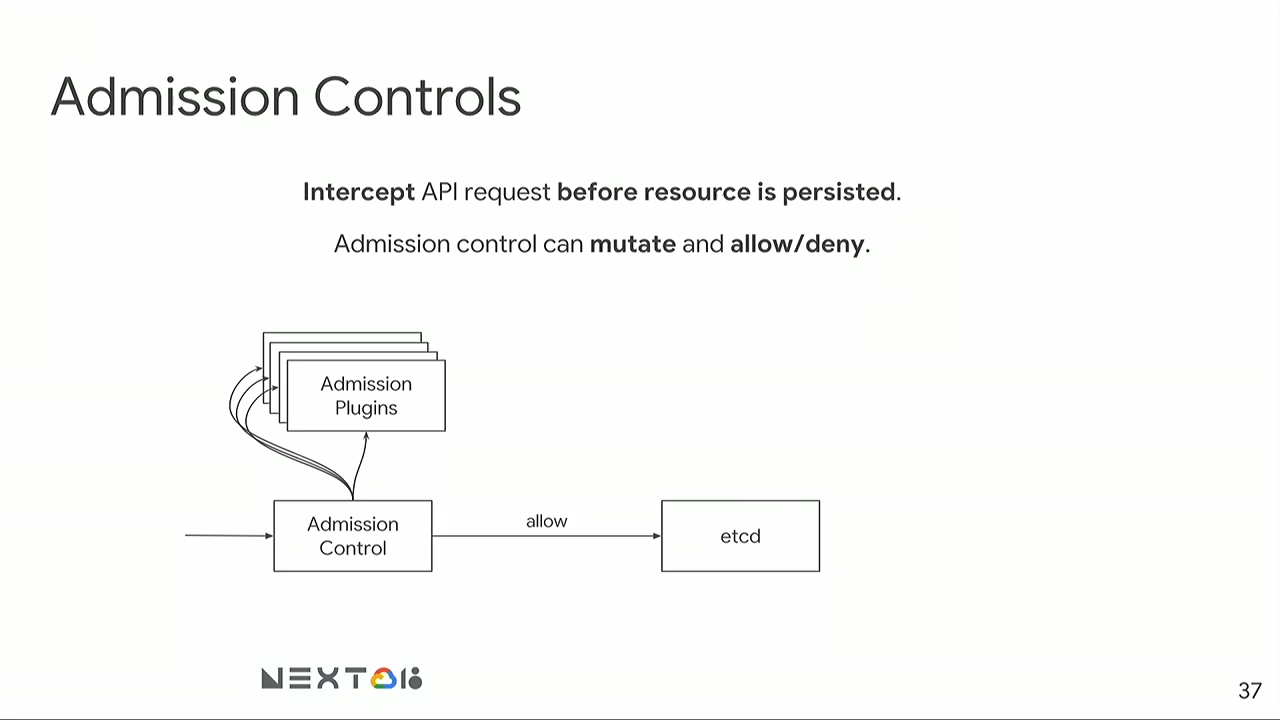 Admission Controls
Intercept API request before resource is persisted.
Admission control can mutate and allow/deny.
Admission
Plugins
Admission
Control
allow
etcd
NEXT 18
37